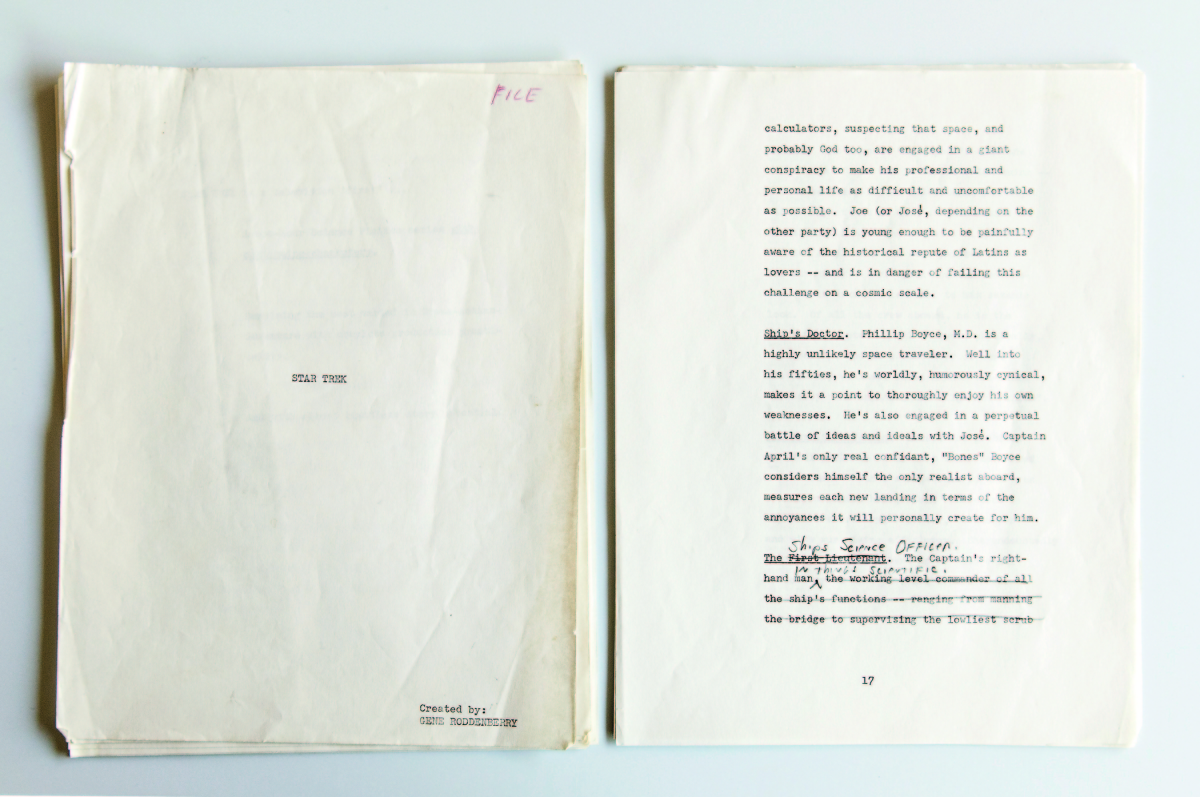 FILE
STAR TREK
Created by:
GENE RODDENBERRY
calculators, suspecting that space, and
probably God too, are engaged in a giant
conspiracy to make his professional and
personal life as difficult and uncomfortable
as possible. Joe (or José, depending on the
other party) is young enough to be painfully
aware of the historical repute of Latins as
lovers -- and is in danger of failing this
challenge on a cosmic scale.
Ship's Doctor. Phillip Boyce, M.D. is a
highly unlikely space traveler. Well into
his fifties, he's worldly, humorously cynical,
makes it a point to thoroughly enjoy his own
weaknesses. He's also engaged in a perpetual
battle of ideas and ideals with José. Captain
April's only real confidant, "Bones" Boyce
considers himself the only realist aboard,
measures each new landing in terms of the
annoyances it will personally create for him.
Ships Science OFFICER.
The First Lieutenant. The Captain's right-
IN THINGS SCIENTIFIC.
hand man, the working level commander of all
the ship's functions -- ranging from manning
the bridge to supervising the lowliest scrub
17